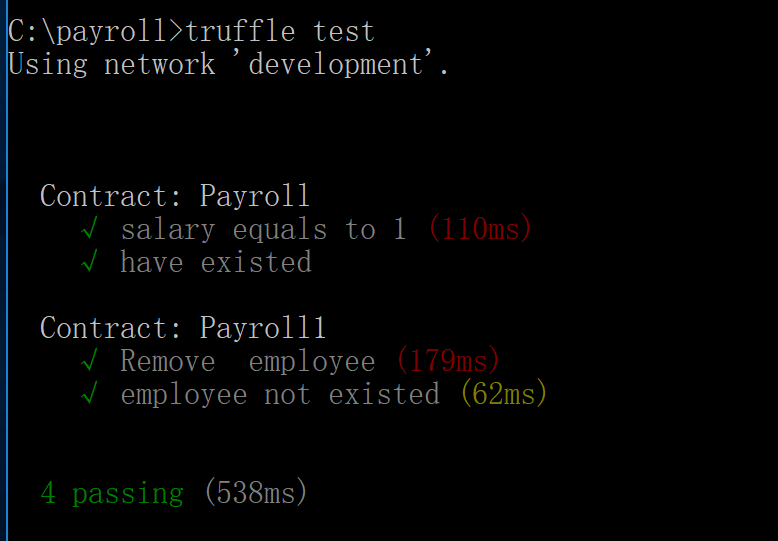 C:\payroll>truffle test
Using network 'development'.
Contract: Payroll
√ salary equals to 1 (110ms)
√ have existed
Contract: Payroll1
√ Remove  employee (179ms)
√ employee not existed (62ms)
4 passing (538ms)